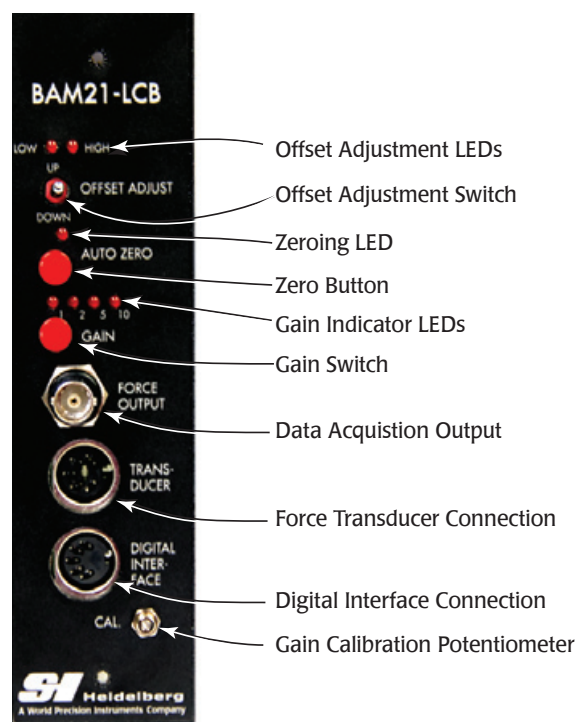 BAM21-LCB
LOW HIGH
Offset Adjustment LEDs
UP
OFFSET ADJUST
Offset Adjustment Switch
DOWN
Zeroing LED
AUTO ZERO
Zero Button
1 2 5 10
Gain Indicator LEDs
GAIN
Gain Switch
FORCE
OUTPUT
Data Acquistion Output
TRANS-
DUCER
Force Transducer Connection
DIGITAL
INTER-
FACE
Digital Interface Connection
CAL.
Gain Calibration Potentiometer
SI Heidelberg
A World Precision Instruments Company